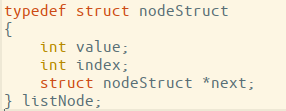 typedef struct nodeStruct
{
    int value;
    int index;
    struct nodeStruct *next;
} listNode;